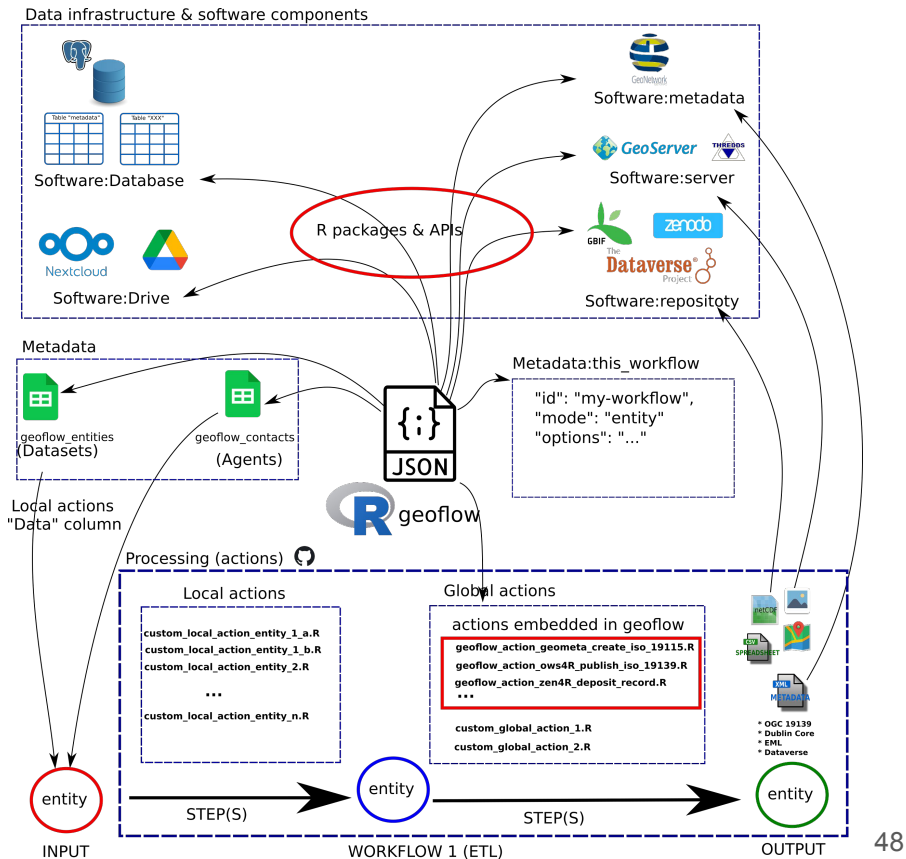 Data infrastructure & software components
Table "metadata"
Table "XXX"
Software:Database
Nextcloud
Software:Drive
R packages & APIs
GeoNetwork
Software:metadata
GeoServer
THREDDS
Software:server
GBIF
zenodo
The
Dataverse®
Project
Software:repositoty
Metadata
geoflow_entities
(Datasets)
geoflow_contacts
(Agents)
{;}
JSON
R geoflow
Metadata:this_workflow
"id": "my-workflow",
"mode": "entity"
"options": "..."
Local actions
"Data" column
Processing (actions)
Local actions
custom_local_action_entity_1_a.R
custom_local_action_entity_1_b.R
custom_local_action_entity_2.R
...
custom_local_action_entity_n.R
Global actions
actions embedded in geoflow
geoflow_action_geometa_create_iso_19115.R
geoflow_action_ows4R_publish_iso_19139.R
geoflow_action_zen4R_deposit_record.R
...
custom_global_action_1.R
custom_global_action_2.R
netCDF
CSV
SPREADSHEET
XML
METADATA
* OGC 19139
* Dublin Core
* EML
* Dataverse
entity
STEP(S)
entity
STEP(S)
entity
INPUT
WORKFLOW 1 (ETL)
OUTPUT
48